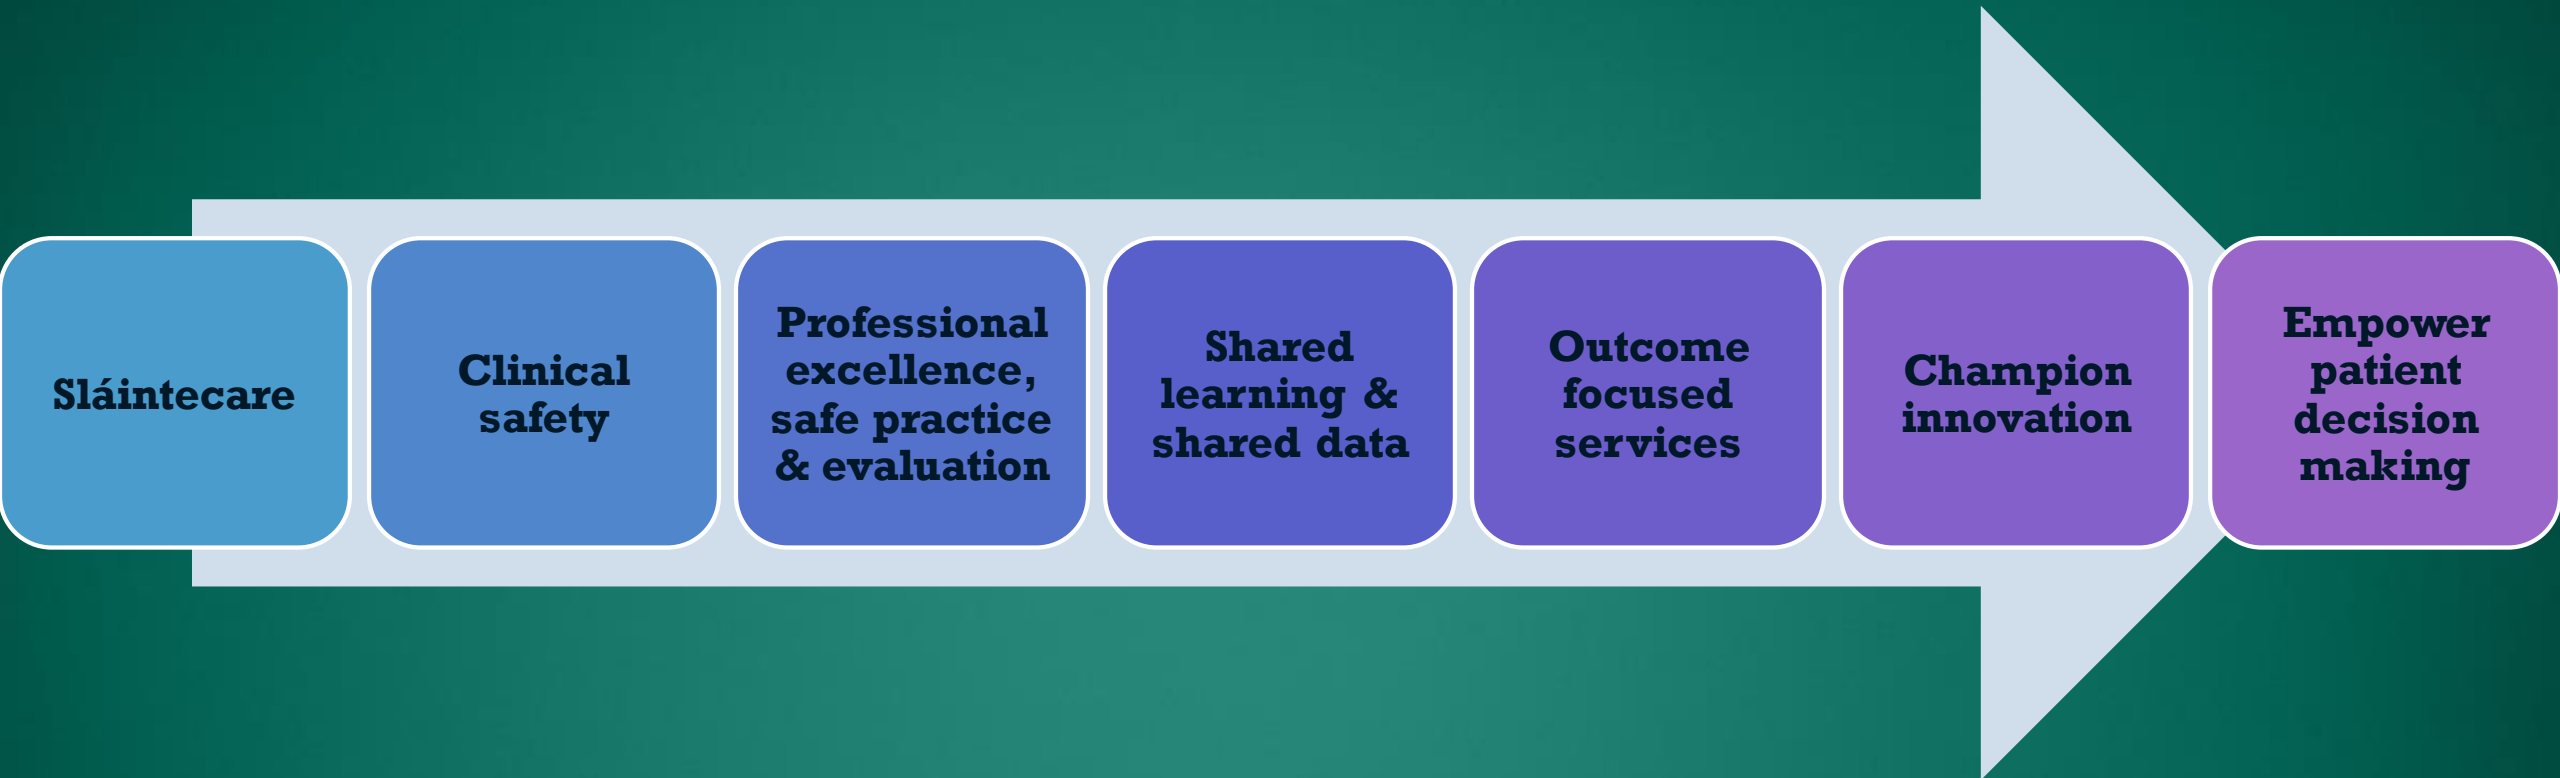 Sláintecare
Clinical
safety
Professional
excellence,
safe practice
& evaluation
Shared
learning &
shared data
Outcome
focused
services
Champion
innovation
Empower
patient
decision
making